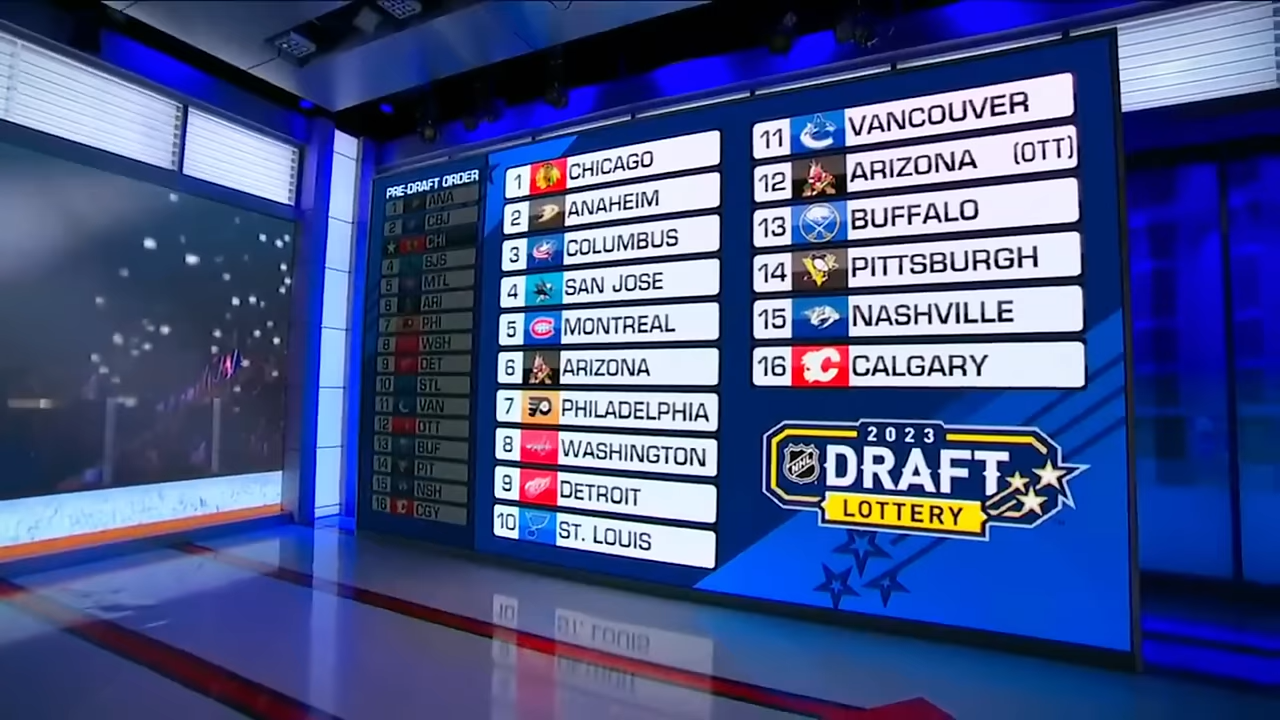 PRE-DRAFT ORDER
1 ANA
2 CBJ
CHI
4 SJS
5 MTL
6 ARI
7 PHI
8 WSH
9 DET
10 STL
11 VAN
12 OTT
13 BUF
14 PIT
15 NSH
16 CGY
1 CHICAGO
2 ANAHEIM
3 COLUMBUS
4 SAN JOSE
5 MONTREAL
6 ARIZONA
7 PHILADELPHIA
8 WASHINGTON
9 DETROIT
10 ST. LOUIS
11 VANCOUVER
12 ARIZONA (OTT)
13 BUFFALO
14 PITTSBURGH
15 NASHVILLE
16 CALGARY
2023
NHL DRAFT
LOTTERY